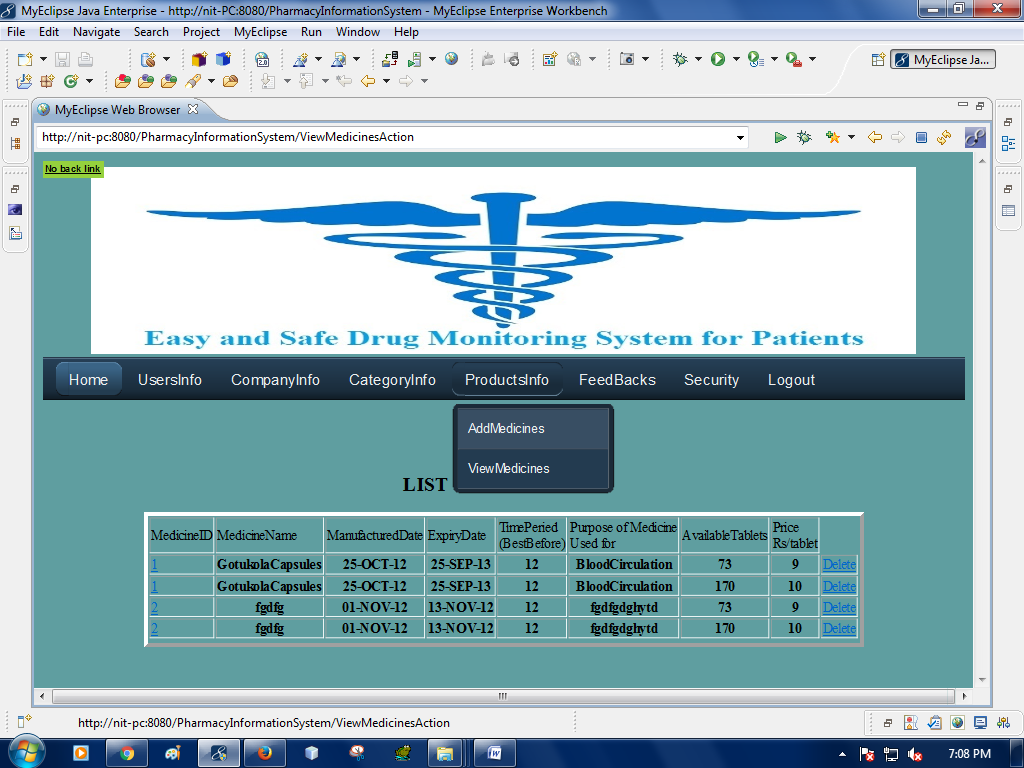 MyEclipse Java Enterprise - http://nit-PC:8080/PharmacyInformationSystem - MyEclipse Enterprise Workbench
File Edit Navigate Search Project MyEclipse Run Window Help
2.0
MyEclipse Ja...
MyEclipse Web Browser
http://nit-pc:8080/PharmacyInformationSystem/ViewMedicinesAction
No back link
Easy and Safe Drug Monitoring System for Patients
Home UsersInfo CompanyInfo CategoryInfo ProductsInfo FeedBacks Security Logout
AddMedicines
ViewMedicines
LIST
MedicineID MedicineName ManufacturedDate ExpiryDate TimePeried (BestBefore) Purpose of Medicine Used for AvailableTablets Price Rs/tablet
1 GotukolaCapsules 25-OCT-12 25-SEP-13 12 BloodCirculation 73 9 Delete
1 GotukolaCapsules 25-OCT-12 25-SEP-13 12 BloodCirculation 170 10 Delete
2 fgdfg 01-NOV-12 13-NOV-12 12 fgdfgdghytd 73 9 Delete
2 fgdfg 01-NOV-12 13-NOV-12 12 fgdfgdghytd 170 10 Delete
http://nit-pc:8080/PharmacyInformationSystem/ViewMedicinesAction
7:08 PM